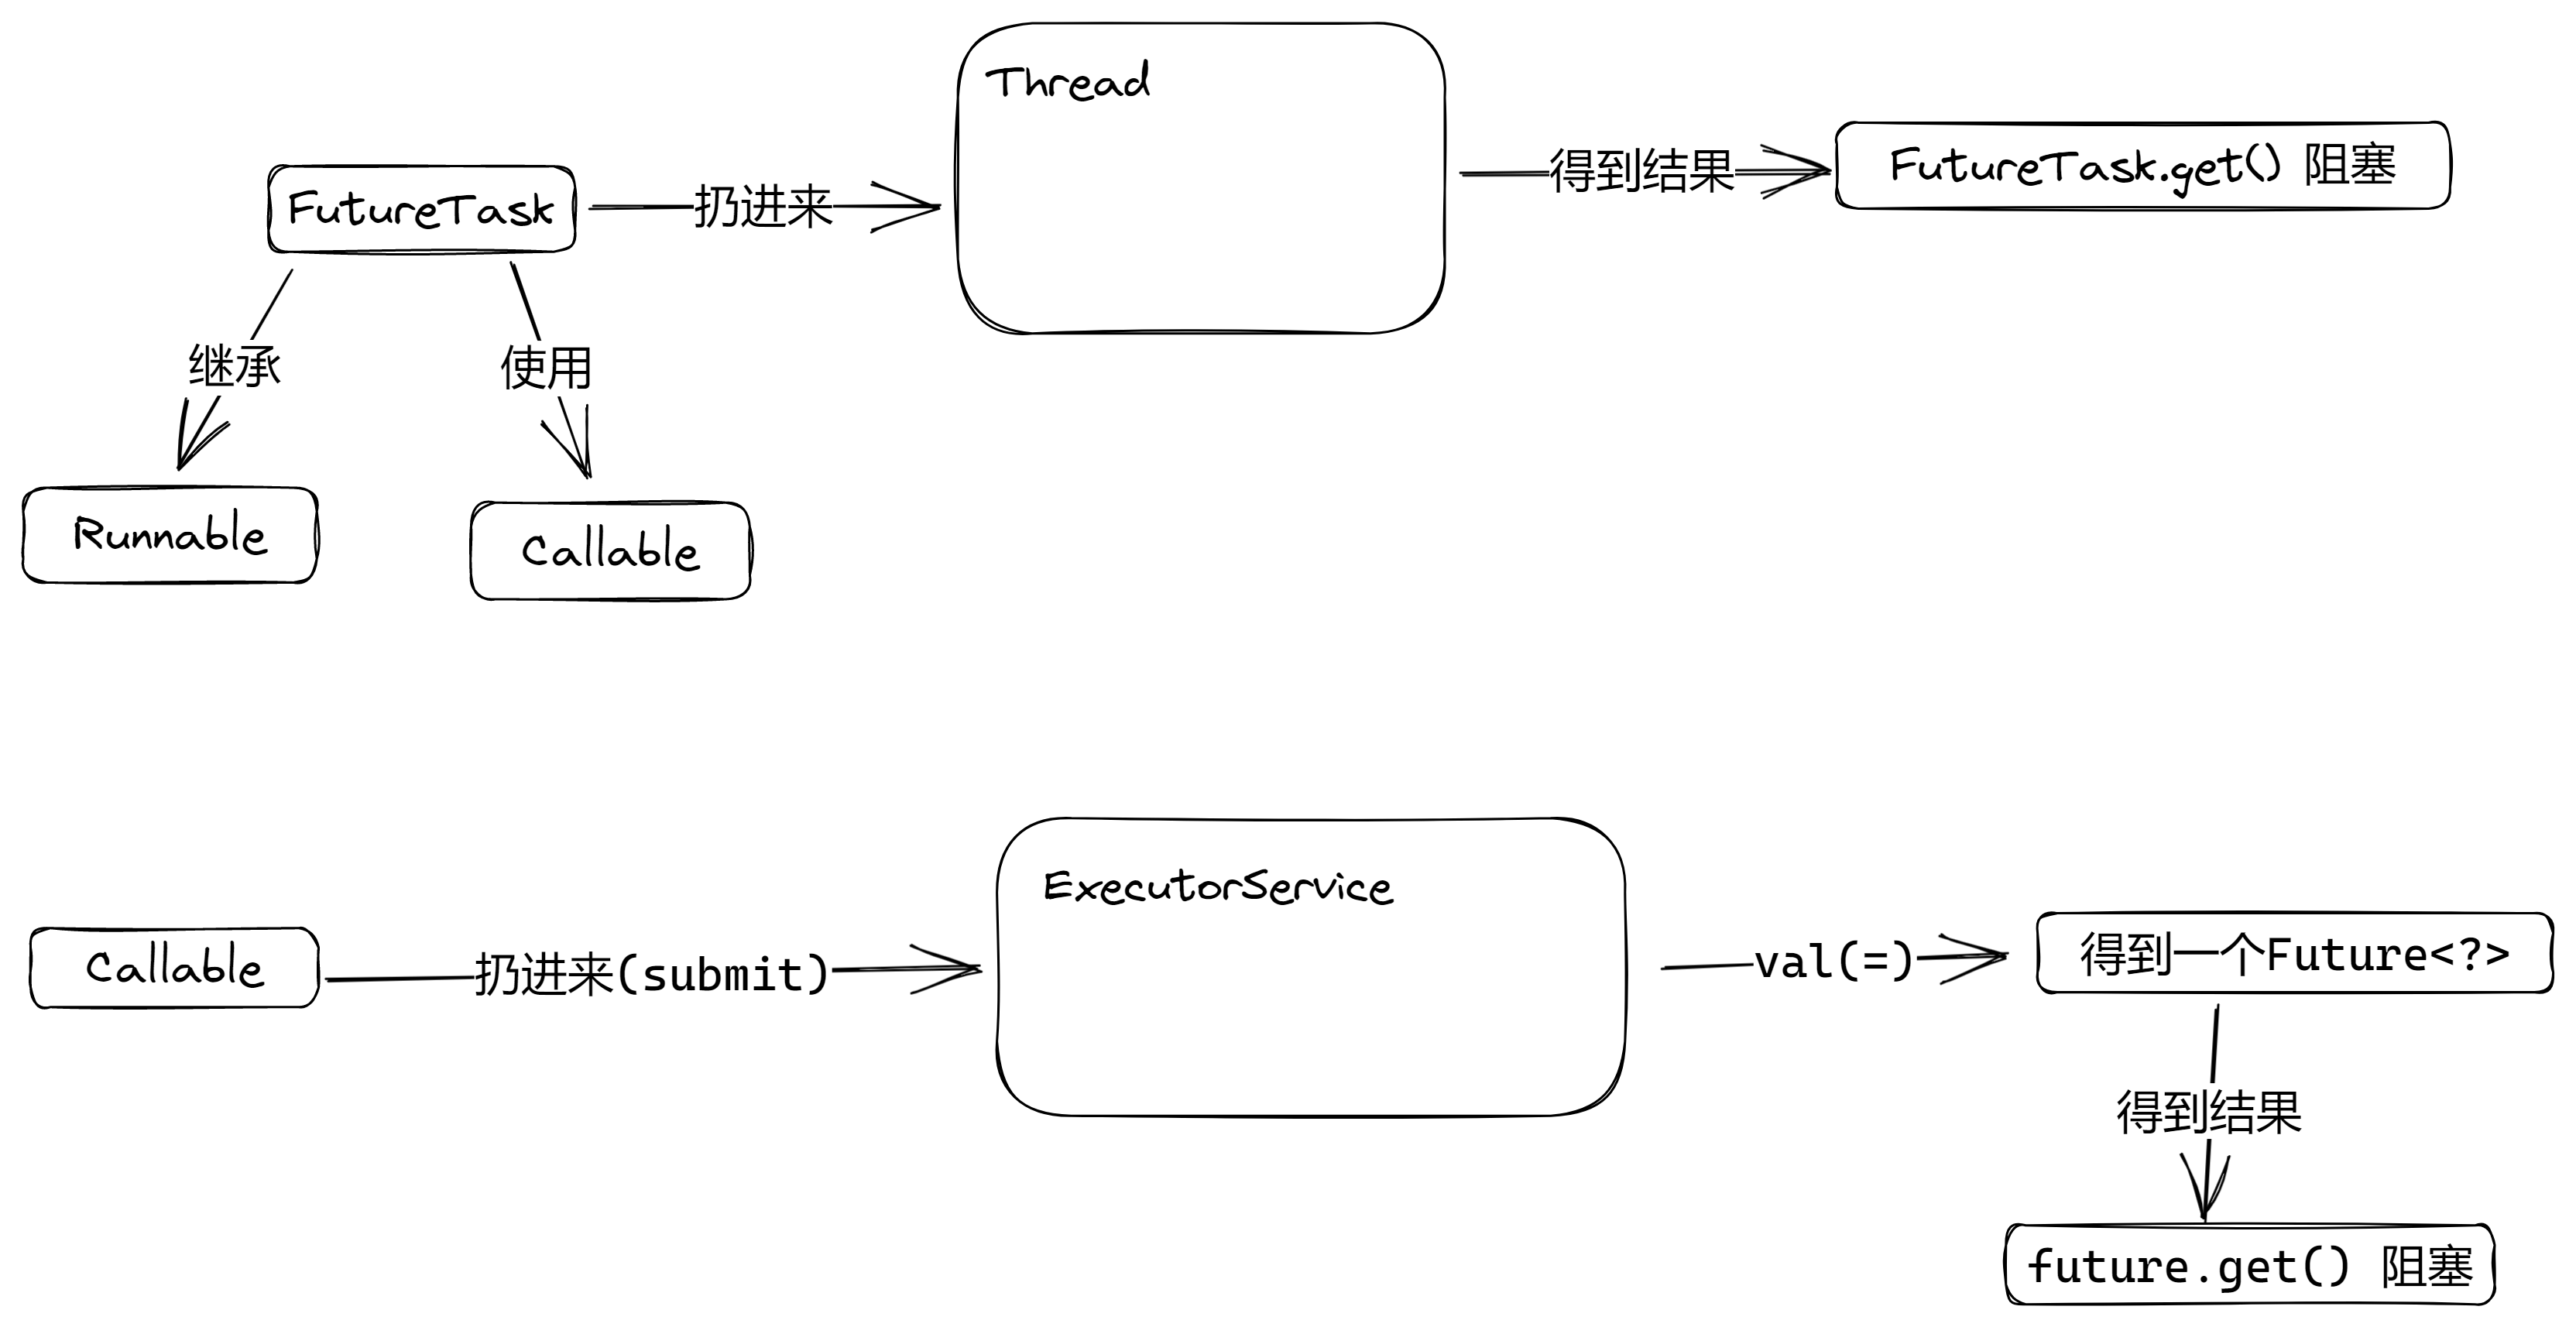 Thread
FutureTask
扔进来
得到结果
FutureTask.get() 阻塞
继承
使用
Runnable
Callable
ExecutorService
Callable
扔进来(submit)
val(=)
得到一个Future<?>
得到结果
future.get() 阻塞